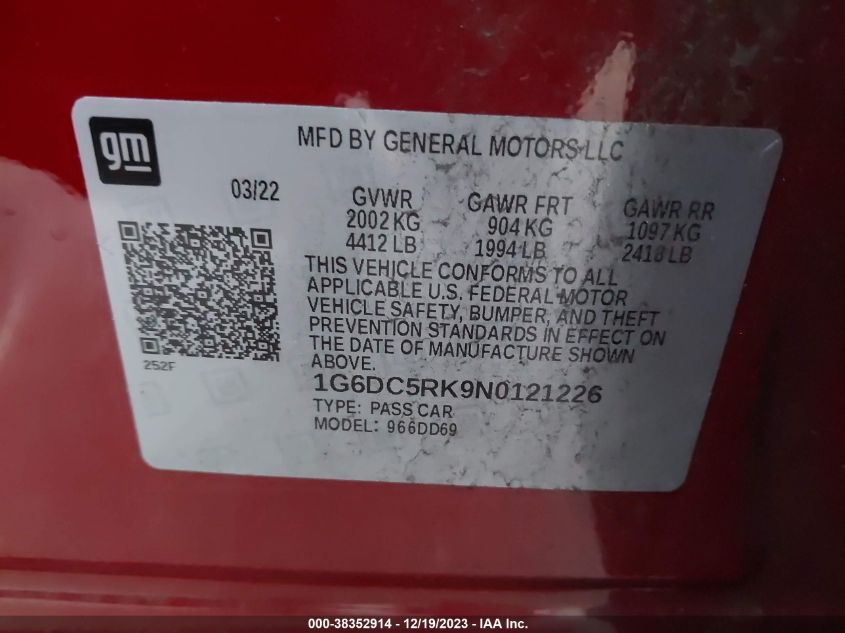 gm
MFD BY GENERAL MOTORS LLC
03/22
GVWR GAWR FRT GAWR RR
2002 KG 904 KG 1097 KG
4412 LB 1994 LB 2418 LB
THIS VEHICLE CONFORMS TO ALL
APPLICABLE U.S. FEDERAL MOTOR
VEHICLE SAFETY, BUMPER, AND THEFT
PREVENTION STANDARDS IN EFFECT ON
THE DATE OF MANUFACTURE SHOWN
ABOVE.
252F
1G6DC5RK9N0121226
TYPE: PASS CAR
MODEL: 966DD69
000-38352914 - 12/19/2023 - IAA Inc.